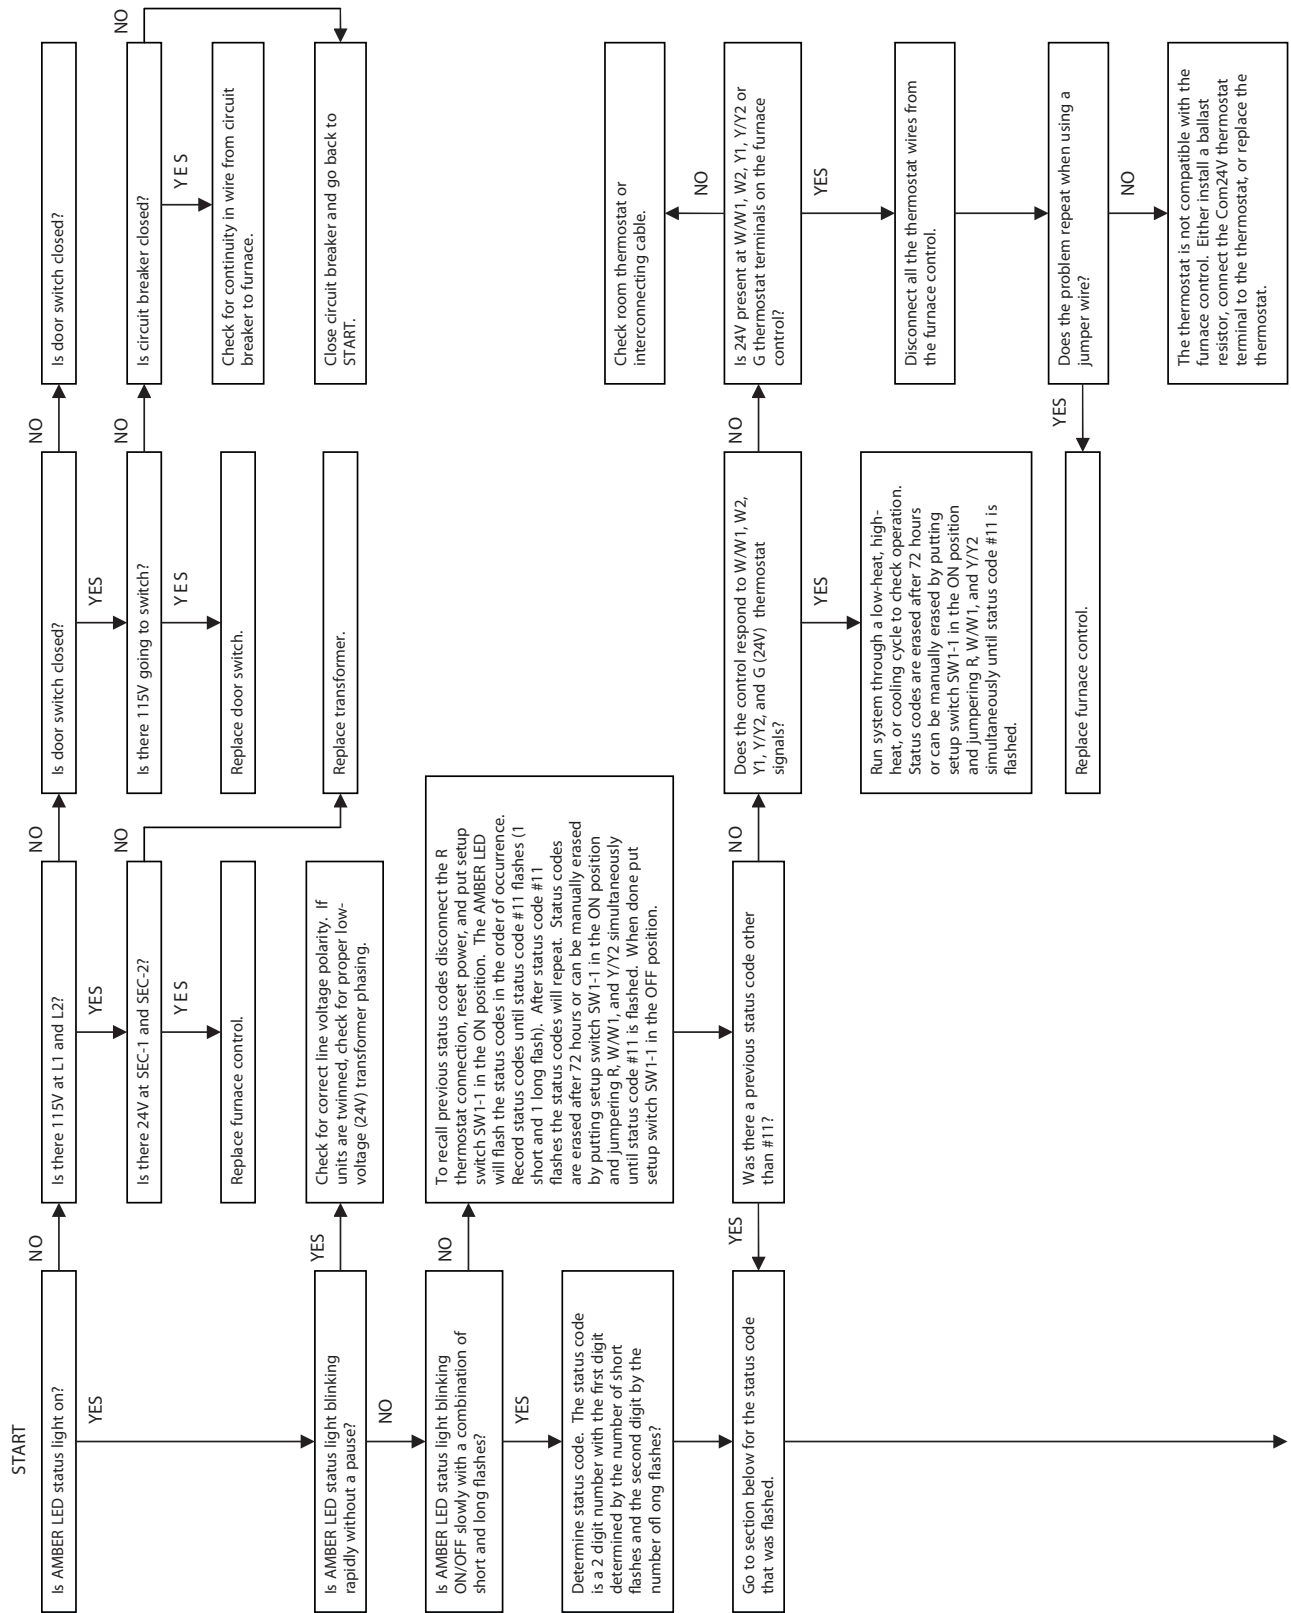 START
Is AMBER LED status light on?
NO
YES
Is there 115V at L1 and L2?
NO
YES
Is door switch closed?
NO
YES
Is door switch closed?
Is there 24V at SEC-1 and SEC-2?
NO
YES
Is there 115V going to switch?
NO
YES
Is circuit breaker closed?
NO
YES
Replace furnace control.
Replace door switch.
Check for continuity in wire from circuit
breaker to furnace.
Is AMBER LED status light blinking
rapidly without a pause?
YES
NO
Check for correct line voltage polarity. If
units are twinned, check for proper low-
voltage (24V) transformer phasing.
Replace transformer.
Close circuit breaker and go back to
START.
Is AMBER LED status light blinking
ON/OFF slowly with a combination of
short and long flashes?
NO
YES
To recall previous status codes disconnect the R
thermostat connection, reset power, and put setup
switch SW1-1 in the ON position. The AMBER LED
will flash the status codes in the order of occurrence.
Record status codes until status code #11 flashes (1
short and 1 long flash). After status code #11
flashes the status codes will repeat. Status codes
are erased after 72 hours or can be manually erased
by putting setup switch SW1-1 in the ON position
and jumpering R, W/W1, and Y/Y2 simultaneously
until status code #11 is flashed. When done put
setup switch SW1-1 in the OFF position.
Determine status code. The status code
is a 2 digit number with the first digit
determined by the number of short
flashes and the second digit by the
number ofl ong flashes?
Go to section below for the status code
that was flashed.
YES
Was there a previous status code other
than #11?
NO
Does the control respond to W/W1, W2,
Y1, Y/Y2, and G (24V) thermostat
signals?
NO
YES
Check room thermostat or
interconnecting cable.
NO
Is 24V present at W/W1, W2, Y1, Y/Y2 or
G thermostat terminals on the furnace
control?
YES
Run system through a low-heat, high-
heat, or cooling cycle to check operation.
Status codes are erased after 72 hours
or can be manually erased by putting
setup switch SW1-1 in the ON position
and jumpering R, W/W1, and Y/Y2
simultaneously until status code #11 is
flashed.
Disconnect all the thermostat wires from
the furnace control.
Does the problem repeat when using a
jumper wire?
YES
NO
Replace furnace control.
The thermostat is not compatible with the
furnace control. Either install a ballast
resistor, connect the Com24V thermostat
terminal to the thermostat, or replace the
thermostat.